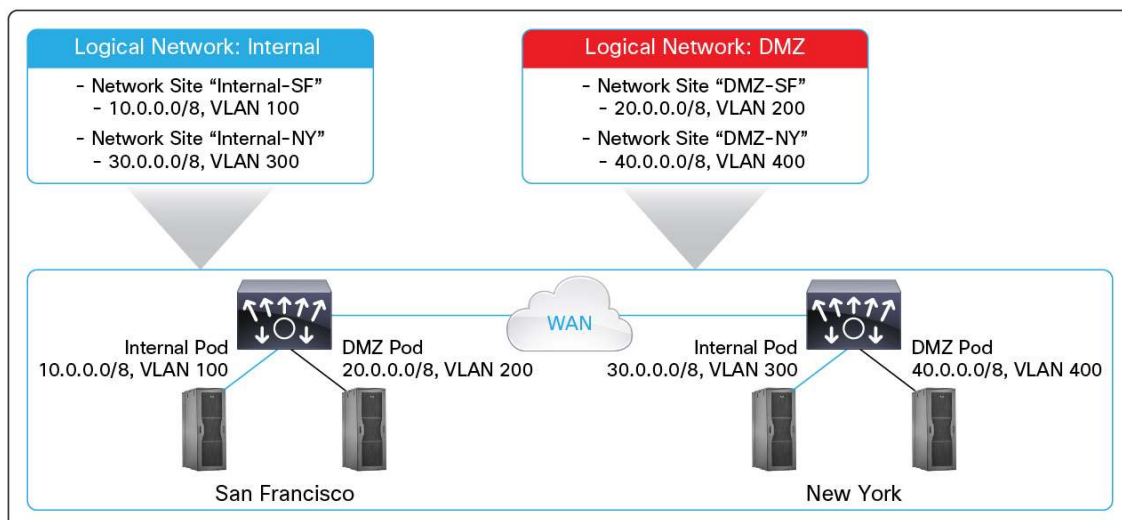 Logical Network: Internal
- Network Site “Internal-SF”
- 10.0.0.0/8, VLAN 100
- Network Site “Internal-NY”
- 30.0.0.0/8, VLAN 300
Logical Network: DMZ
- Network Site “DMZ-SF”
- 20.0.0.0/8, VLAN 200
- Network Site “DMZ-NY”
- 40.0.0.0/8, VLAN 400
WAN
Internal Pod
10.0.0.0/8, VLAN 100
DMZ Pod
20.0.0.0/8, VLAN 200
Internal Pod
30.0.0.0/8, VLAN 300
DMZ Pod
40.0.0.0/8, VLAN 400
San Francisco
New York